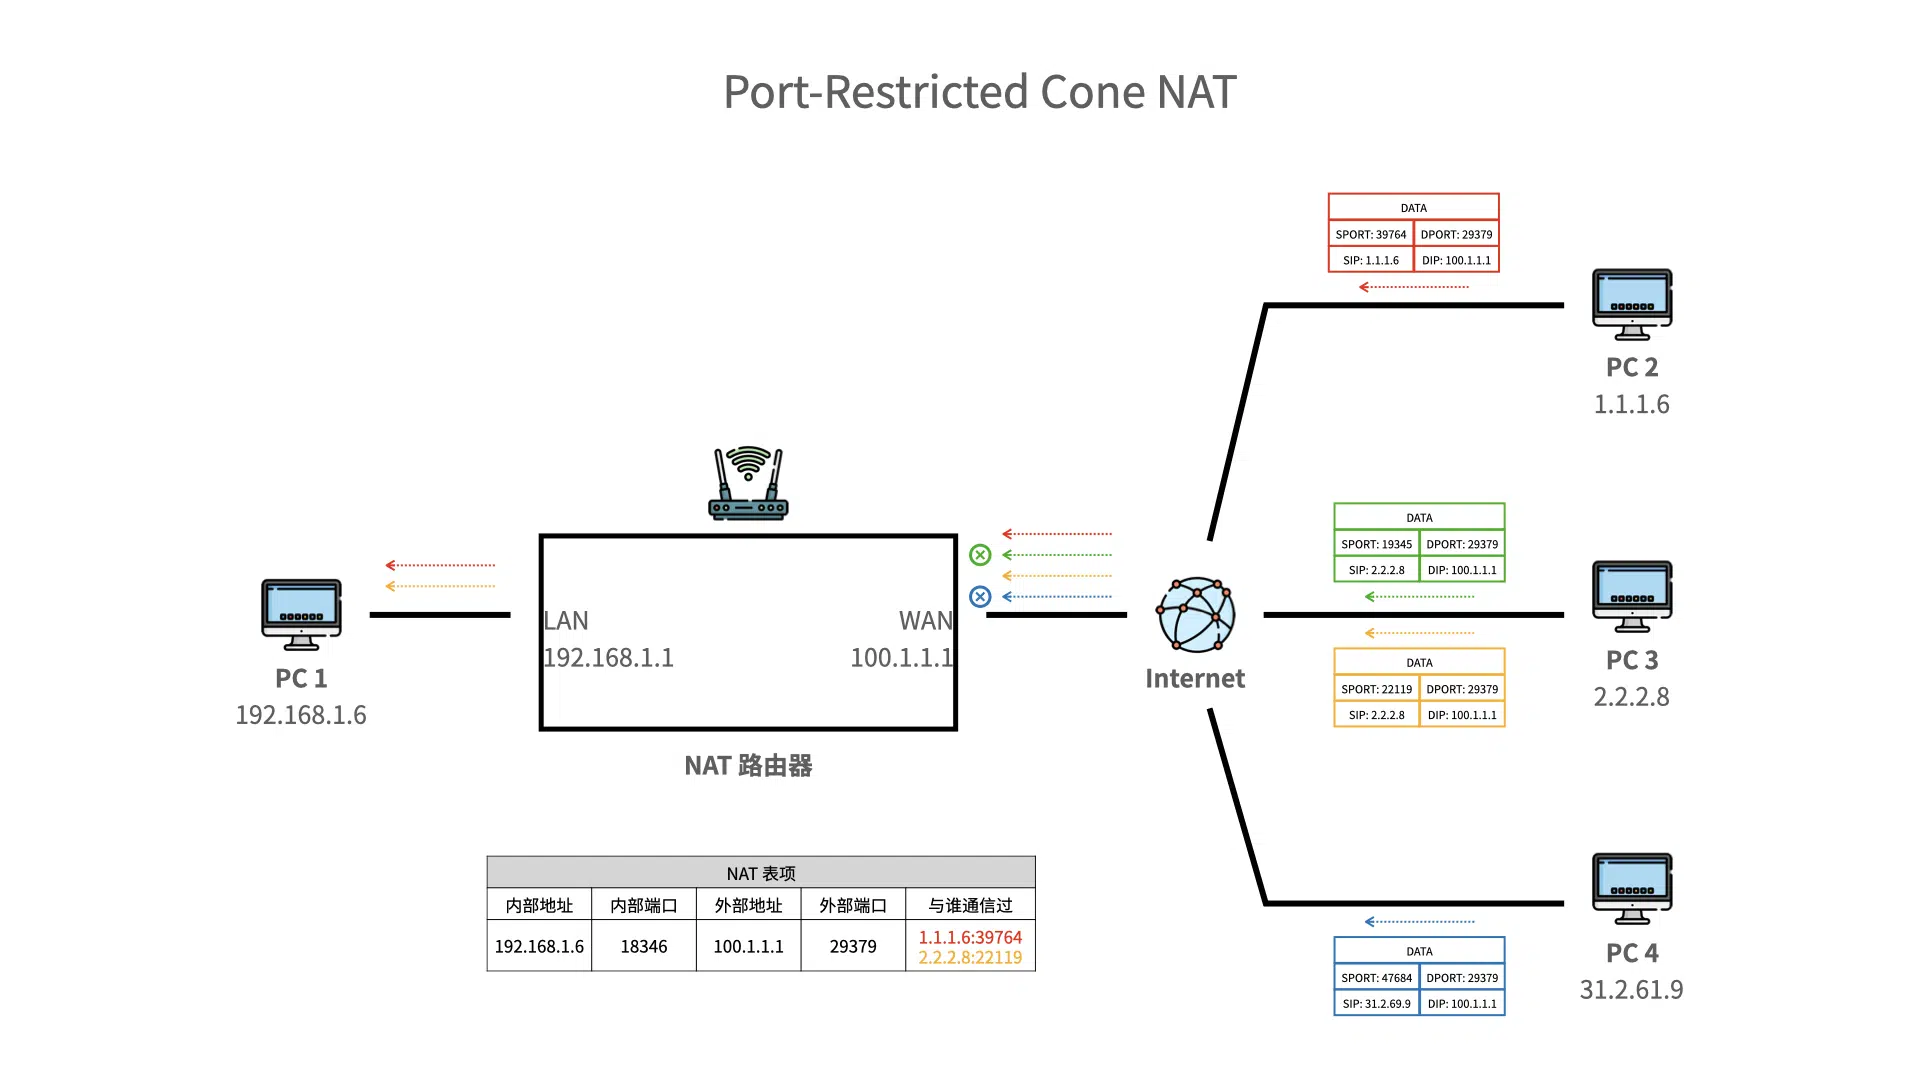 Port-Restricted Cone NAT
DATA
SPORT: 39764 DPORT: 29379
SIP: 1.1.1.6 DIP: 100.1.1.1
PC 2
1.1.1.6
DATA
SPORT: 19345 DPORT: 29379
SIP: 2.2.2.8 DIP: 100.1.1.1
DATA
SPORT: 22119 DPORT: 29379
SIP: 2.2.2.8 DIP: 100.1.1.1
PC 3
2.2.2.8
PC 1
192.168.1.6
LAN
192.168.1.1
WAN
100.1.1.1
NAT 路由器
Internet
DATA
SPORT: 47684 DPORT: 29379
SIP: 31.2.69.9 DIP: 100.1.1.1
PC 4
31.2.61.9
NAT 表项
内部地址 内部端口 外部地址 外部端口 与谁通信过
192.168.1.6 18346 100.1.1.1 29379 1.1.1.6:39764
2.2.2.8:22119